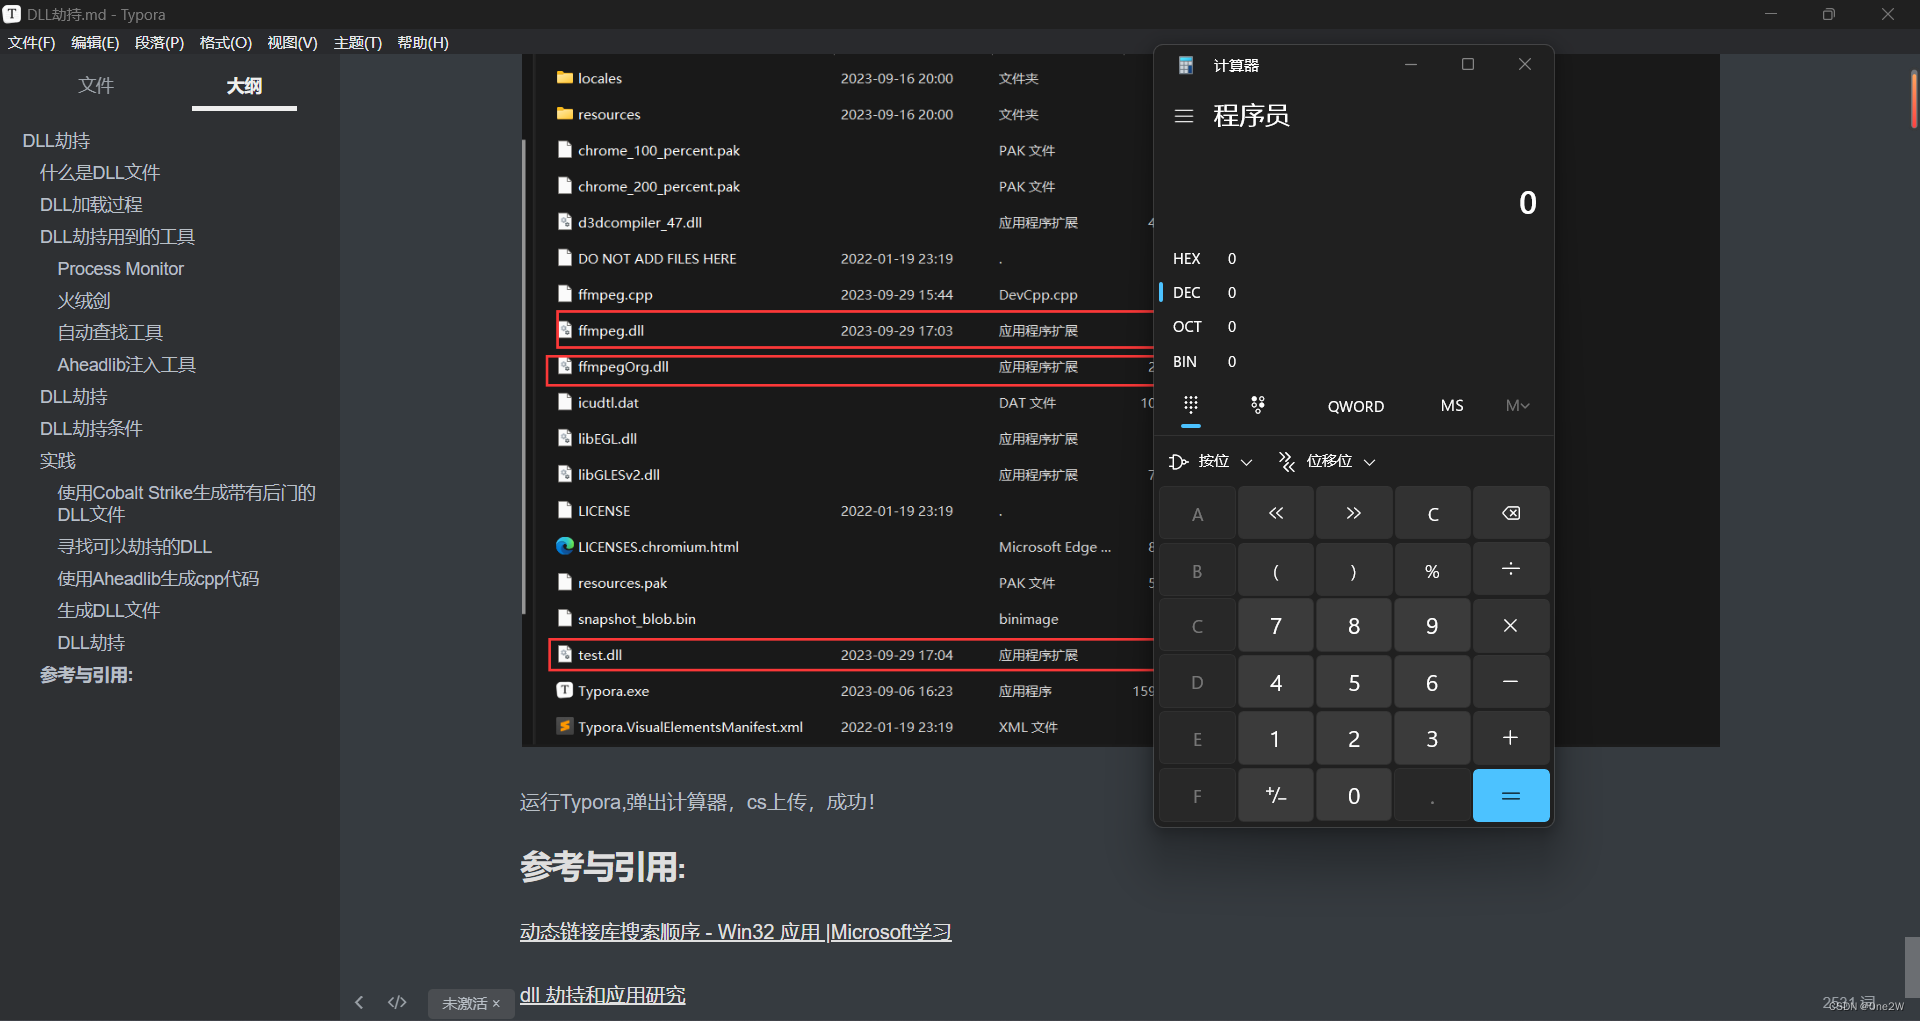 DLL劫持.md - Typora
文件(F) 编辑(E) 段落(P) 格式(O) 视图(V) 主题(T) 帮助(H)
文件 大纲
DLL劫持
什么是DLL文件
DLL加载过程
DLL劫持用到的工具
Process Monitor
火绒剑
自动查找工具
Aheadlib注入工具
DLL劫持
DLL劫持条件
实践
使用Cobalt Strike生成带有后门的
DLL文件
寻找可以劫持的DLL
使用Aheadlib生成cpp代码
生成DLL文件
DLL劫持
参考与引用:
locales 2023-09-16 20:00 文件夹
resources 2023-09-16 20:00 文件夹
chrome_100_percent.pak PAK 文件
chrome_200_percent.pak PAK 文件
d3dcompiler_47.dll 应用程序扩展 4
DO NOT ADD FILES HERE 2022-01-19 23:19 .
ffmpeg.cpp 2023-09-29 15:44 DevCpp.cpp
ffmpeg.dll 2023-09-29 17:03 应用程序扩展
ffmpegOrg.dll 应用程序扩展 2
icudtl.dat DAT 文件 10
libEGL.dll 应用程序扩展
libGLESv2.dll 应用程序扩展 7
LICENSE 2022-01-19 23:19 .
LICENSES.chromium.html Microsoft Edge ... 8
resources.pak PAK 文件 5
snapshot_blob.bin binimage
test.dll 2023-09-29 17:04 应用程序扩展
Typora.exe 2023-09-06 16:23 应用程序 159
Typora.VisualElementsManifest.xml 2022-01-19 23:19 XML 文件
运行Typora,弹出计算器，cs上传，成功！
参考与引用:
动态链接库搜索顺序 - Win32 应用 |Microsoft学习
dll 劫持和应用研究
未激活 ×
计算器
程序员
0
HEX 0
DEC 0
OCT 0
BIN 0
QWORD MS M
按位 位移位
A « » C
B ( ) % ÷
C 7 8 9 ×
D 4 5 6 −
E 1 2 3 +
F +/− 0 . =
2531 词
CSDN @One2W